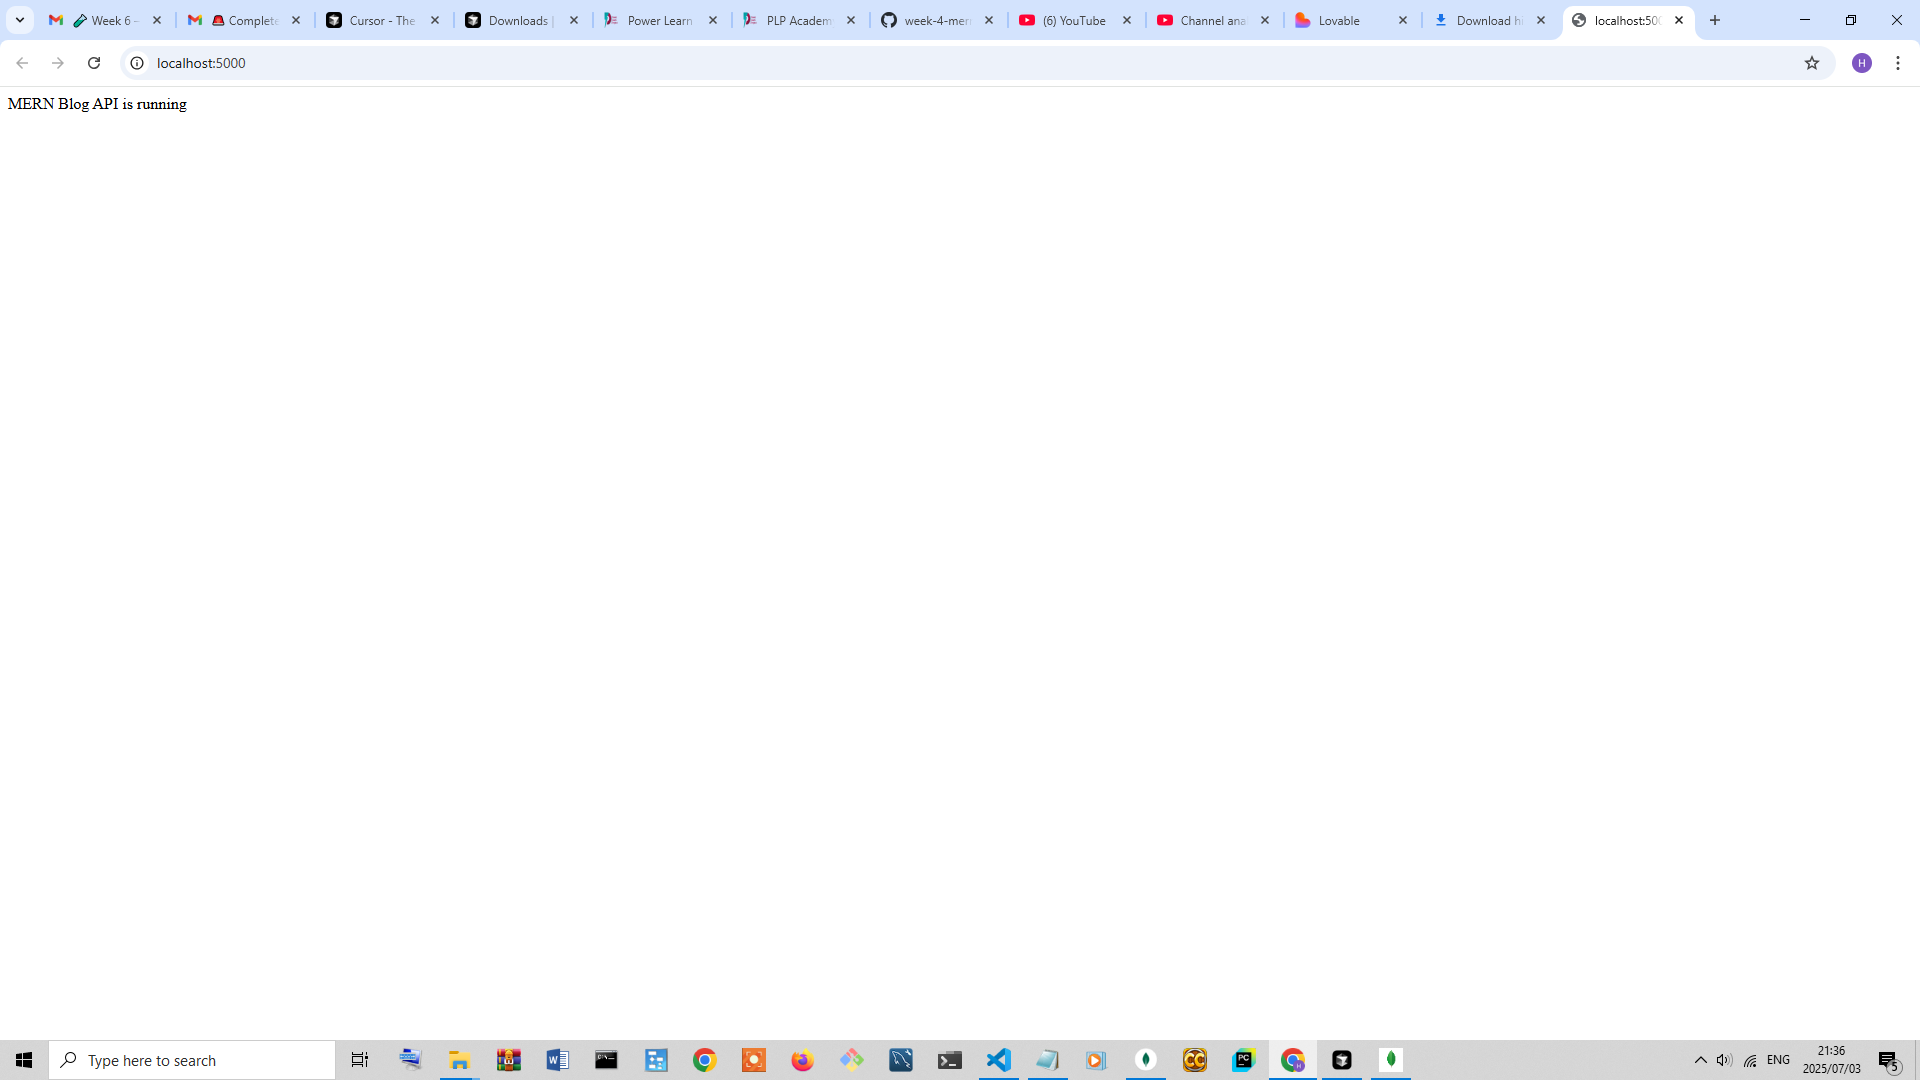 Week 6 -
Complete
Cursor - The
Downloads |
Power Learn
PLP Academ
week-4-mer
(6) YouTube
Channel ana
Lovable
Download hi
localhost:500
localhost:5000
H
MERN Blog API is running
Type here to search
ENG
21:36
2025/07/03
5